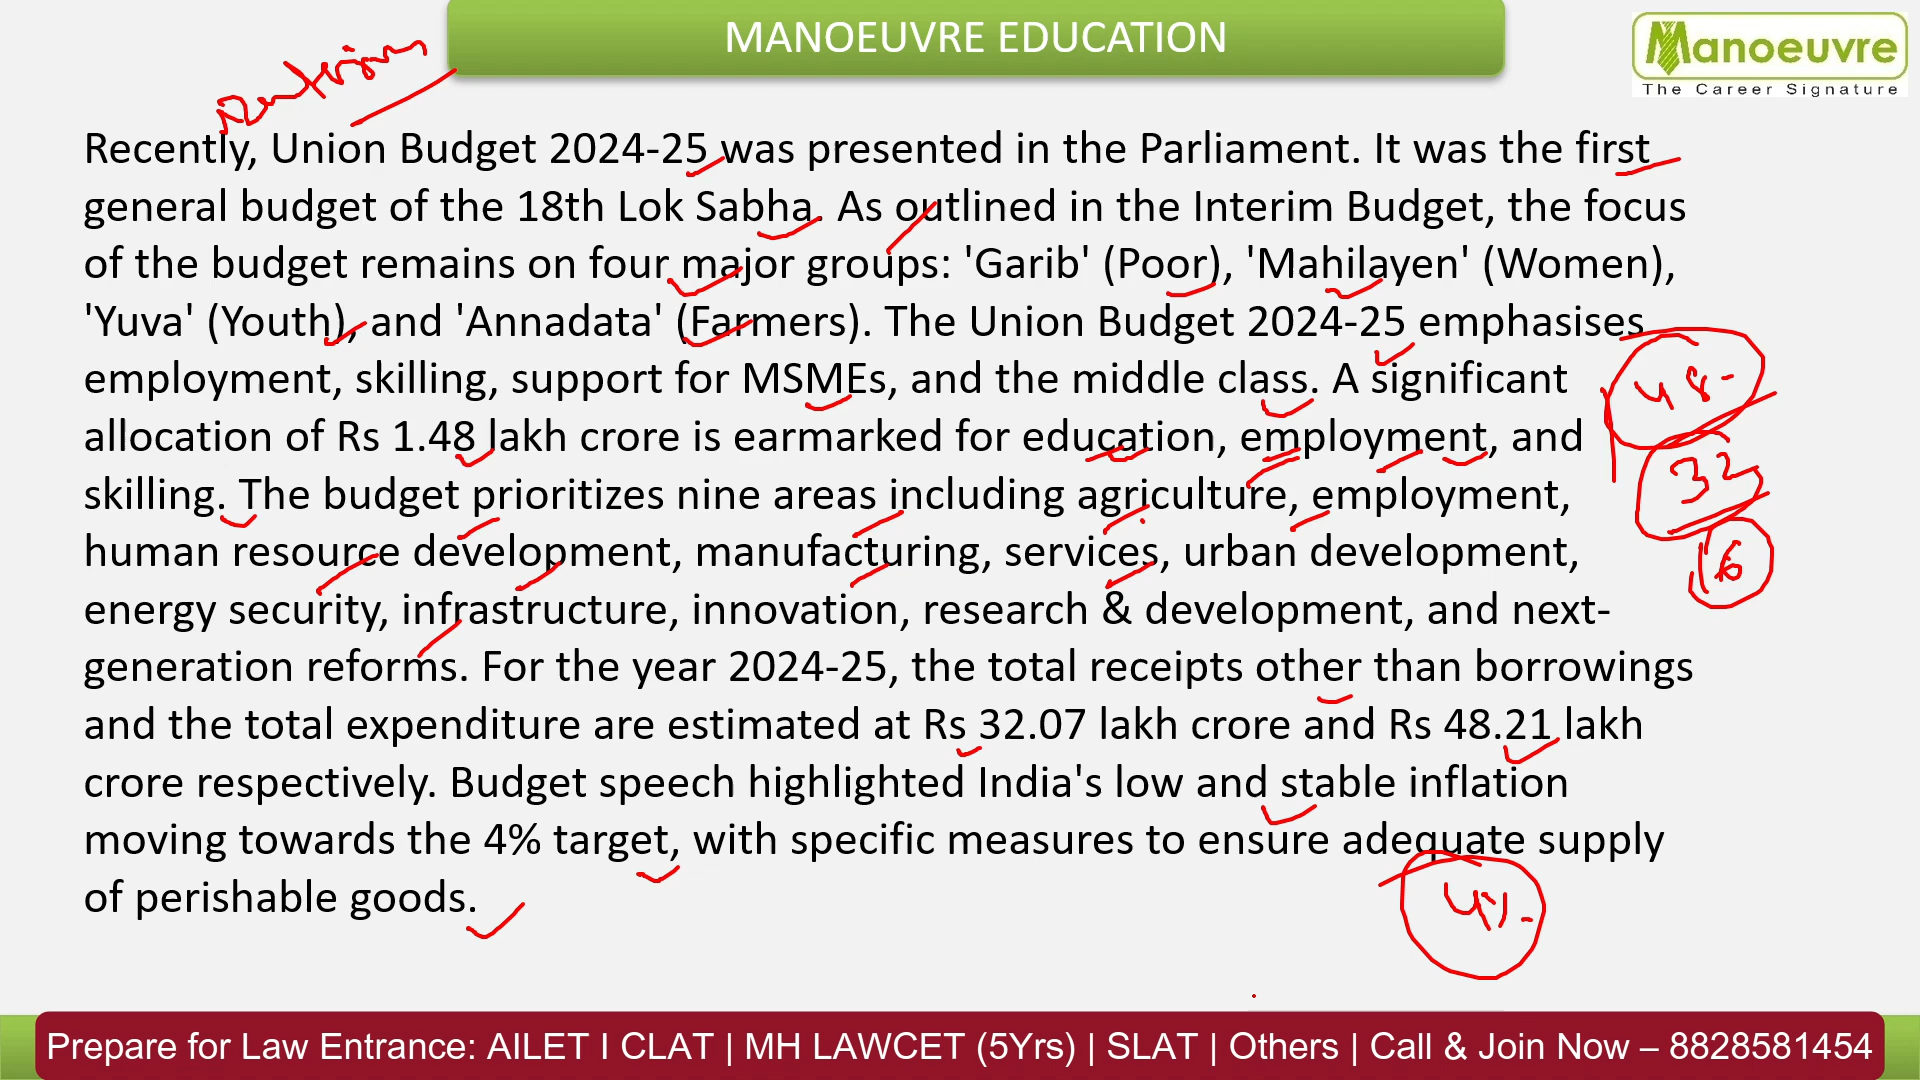 MANOEUVRE EDUCATION
Manoeuvre
The Career Signature
Recently, Union Budget 2024-25 was presented in the Parliament. It was the first
general budget of the 18th Lok Sabha. As outlined in the Interim Budget, the focus
of the budget remains on four major groups: 'Garib' (Poor), 'Mahilayen' (Women),
'Yuva' (Youth), and 'Annadata' (Farmers). The Union Budget 2024-25 emphasises
employment, skilling, support for MSMEs, and the middle class. A significant
48-
allocation of Rs 1.48 lakh crore is earmarked for education, employment, and
32
skilling. The budget prioritizes nine areas including agriculture, employment,
16
human resource development, manufacturing, services, urban development,
energy security, infrastructure, innovation, research & development, and next-
generation reforms. For the year 2024-25, the total receipts other than borrowings
and the total expenditure are estimated at Rs 32.07 lakh crore and Rs 48.21 lakh
crore respectively. Budget speech highlighted India's low and stable inflation
moving towards the 4% target, with specific measures to ensure adequate supply
of perishable goods.
Prepare for Law Entrance: AILET I CLAT | MH LAWCET (5Yrs) | SLAT | Others | Call & Join Now – 8828581454